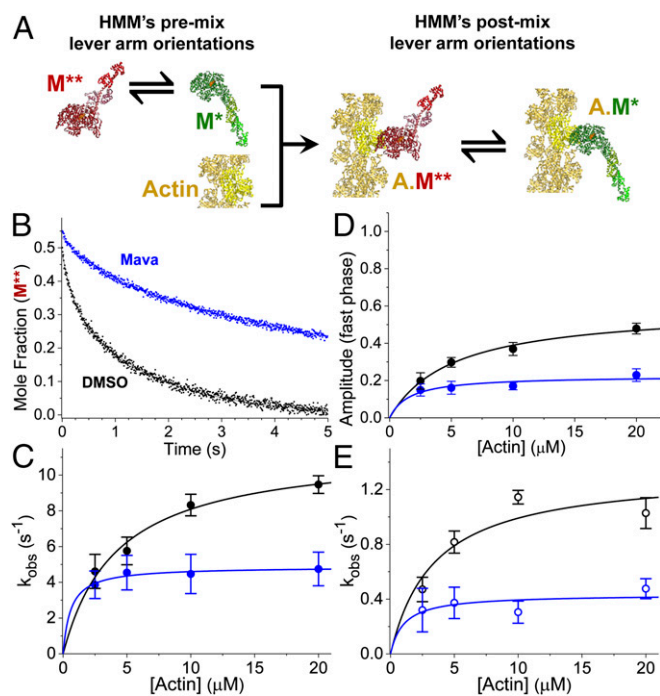 A
HMM's pre-mix
lever arm orientations
HMM's post-mix
lever arm orientations
M**
M*
Actin
A.M**
A.M*
B
Mole Fraction (M**)
0.5
0.4
0.3
0.2
0.1
0.0
Mava
DMSO
0 1 2 3 4 5
Time (s)
D
Amplitude (fast phase)
1.0
0.8
0.6
0.4
0.2
0.0
0 5 10 15 20
[Actin] (μM)
C
kobs (s-1)
10
8
6
4
2
0
0 5 10 15 20
[Actin] (μM)
E
kobs (s-1)
1.2
0.8
0.4
0.0
0 5 10 15 20
[Actin] (μM)